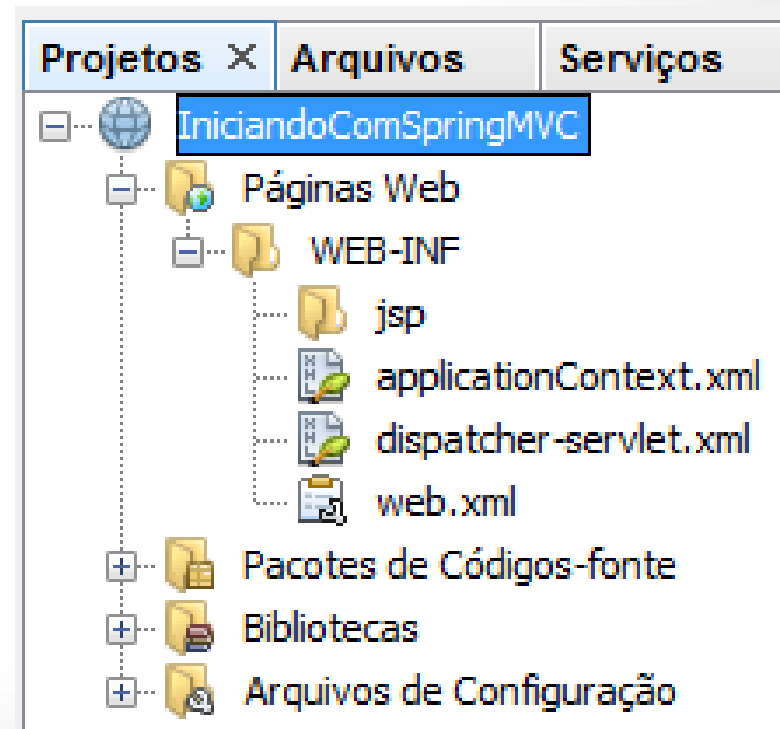 Projetos × Arquivos Serviços
IniciandoComSpringMVC
Páginas Web
WEB-INF
jsp
applicationContext.xml
dispatcher-servlet.xml
web.xml
Pacotes de Códigos-fonte
Bibliotecas
Arquivos de Configuração